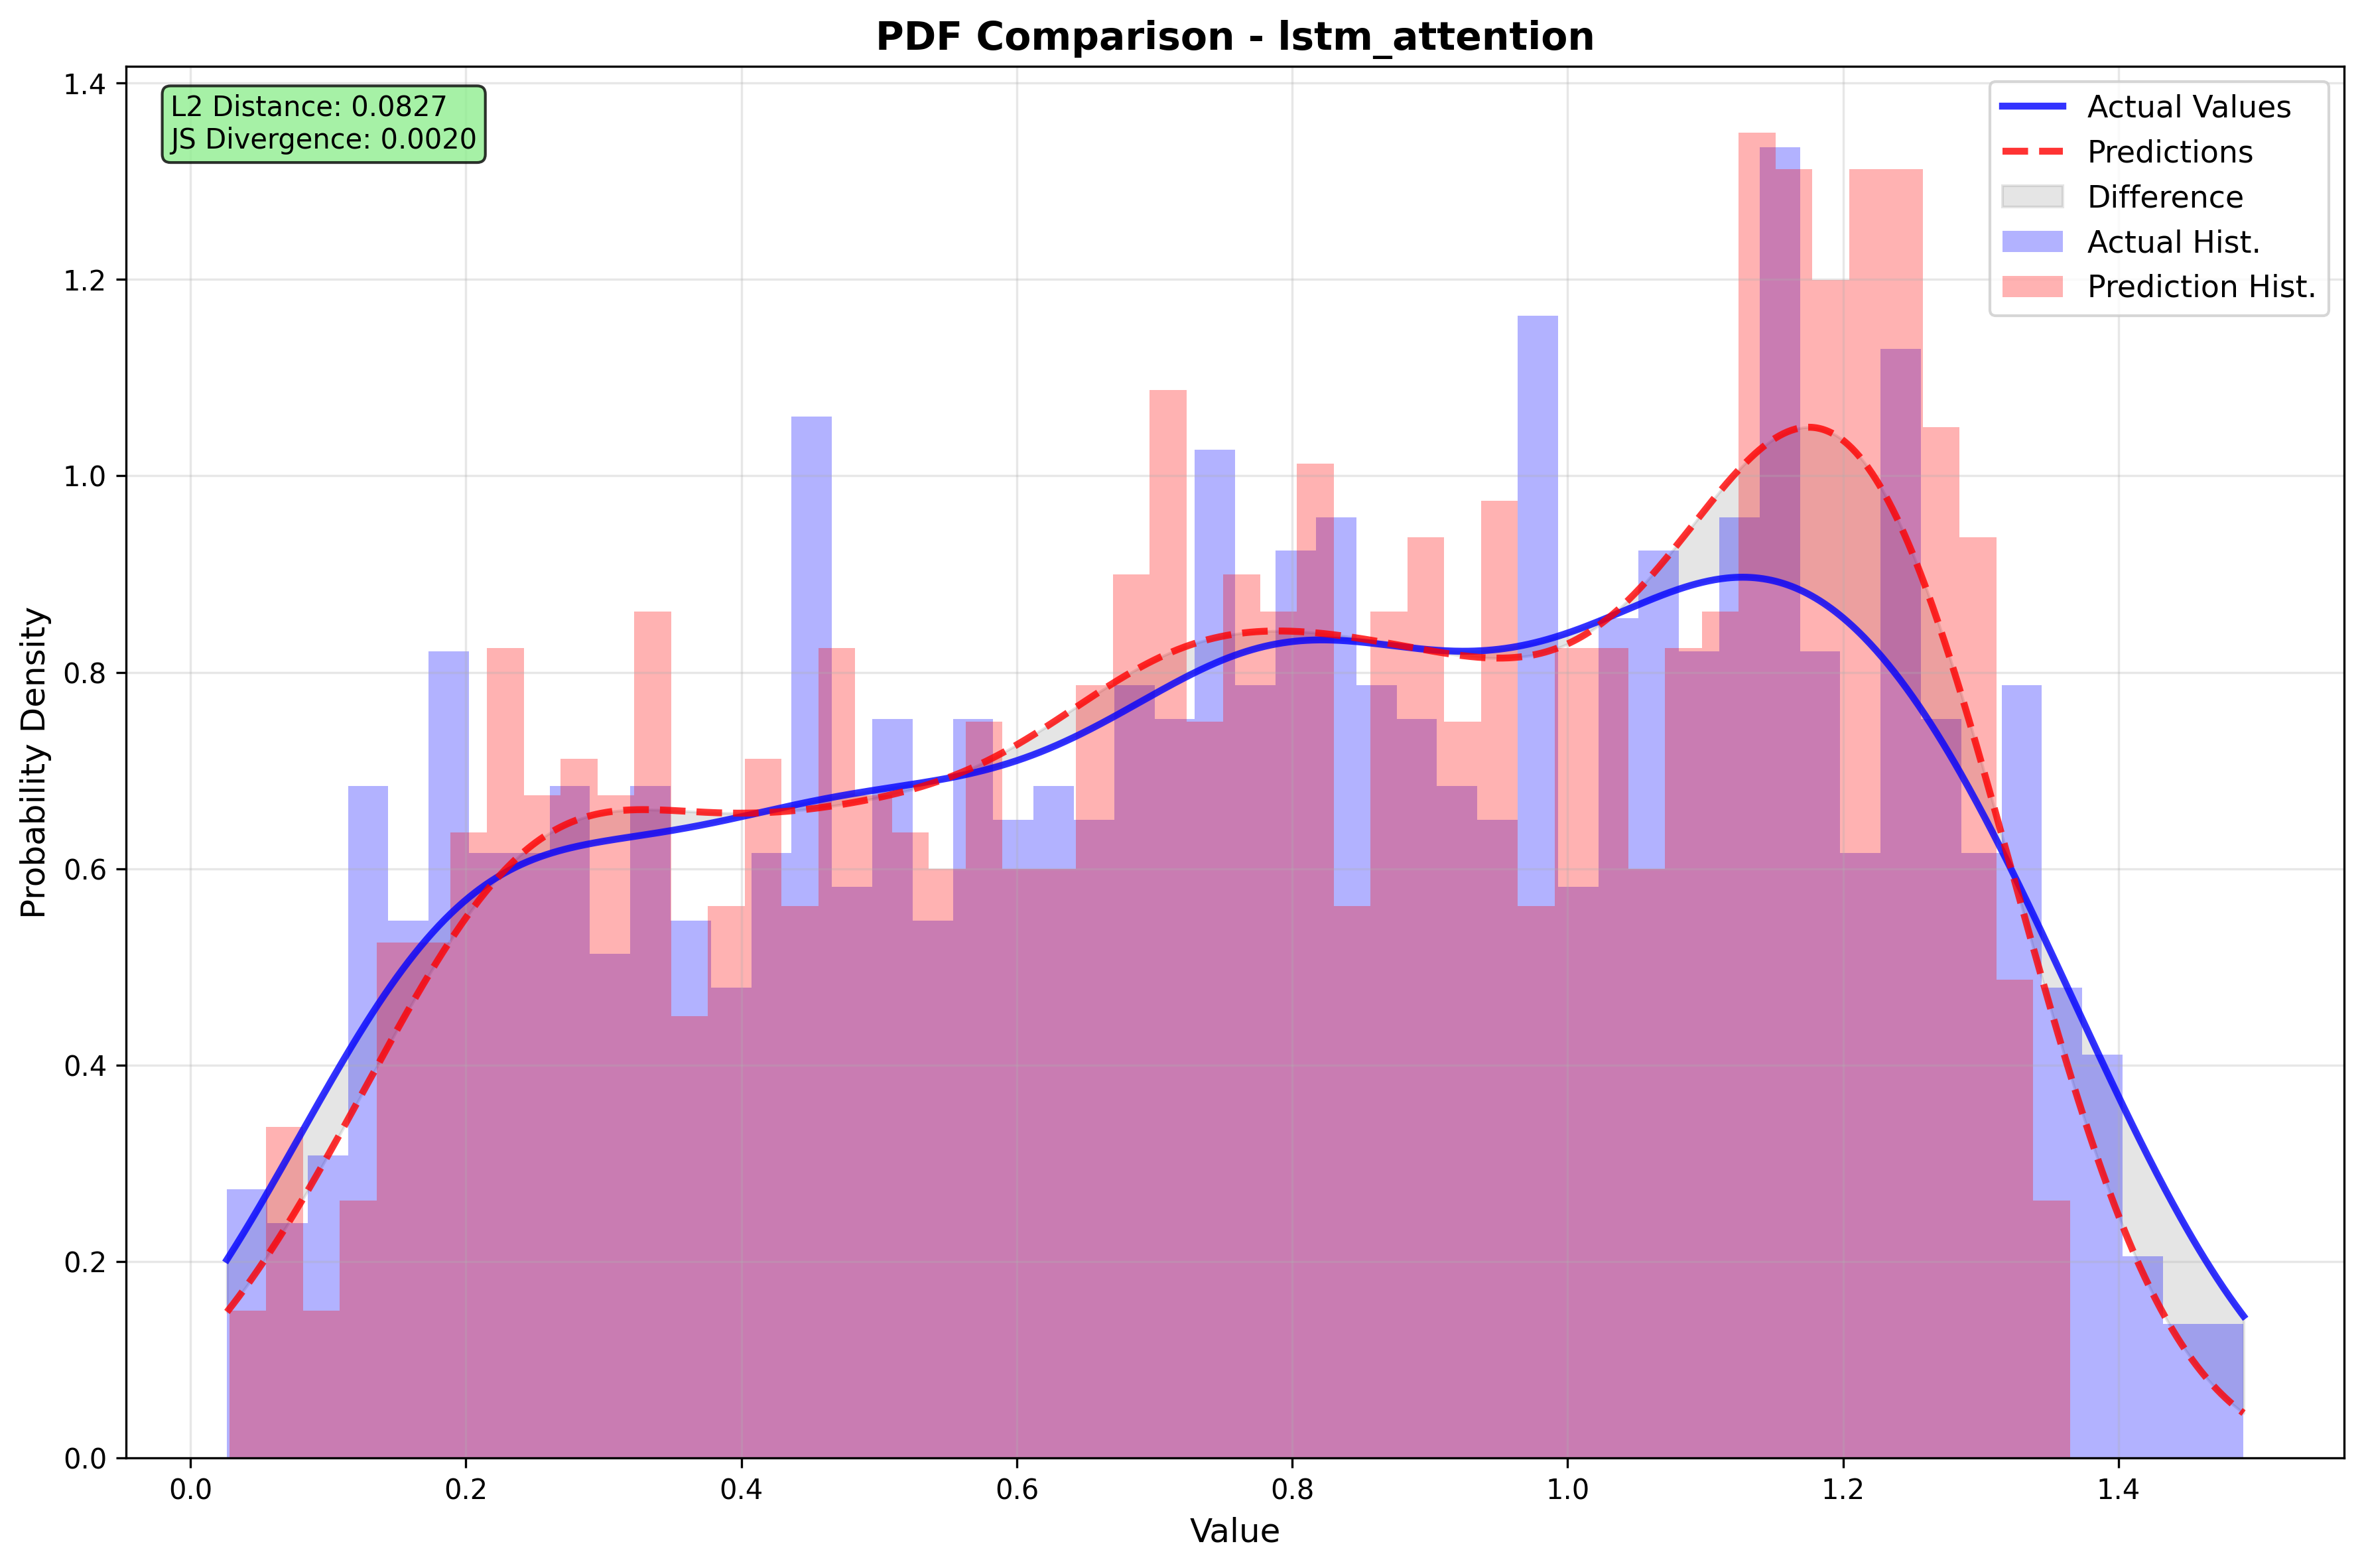 PDF Comparison - lstm_attention
L2 Distance: 0.0827
JS Divergence: 0.0020
Actual Values
Predictions
Difference
Actual Hist.
Prediction Hist.
Probability Density
1.4
1.2
1.0
0.8
0.6
0.4
0.2
0.0
0.0 0.2 0.4 0.6 0.8 1.0 1.2 1.4
Value